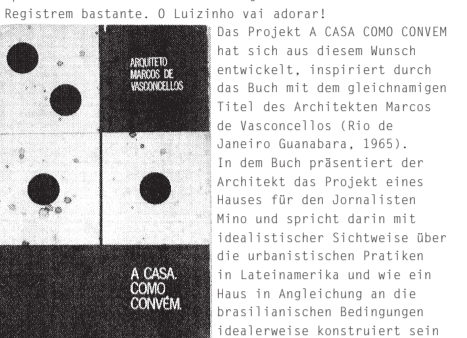 Registrem bastante. O Luizinho vai adorar!
Das Projekt A CASA COMO CONVEM
hat sich aus diesem Wunsch
entwickelt, inspiriert durch
das Buch mit dem gleichnamigen
Titel des Architekten Marcos
de Vasconcellos (Rio de
Janeiro Guanabara, 1965).
In dem Buch präsentiert der
Architekt das Projekt eines
Hauses für den Jornalisten
Mino und spricht darin mit
idealistischer Sichtweise über
die urbanistischen Pratiken
in Lateinamerika und wie ein
Haus in Angleichung an die
brasilianischen Bedingungen
idealerweise konstruiert sein
ARQUITETO
MARCOS DE
VASCONCELLOS
A CASA.
COMO
CONVÉM.